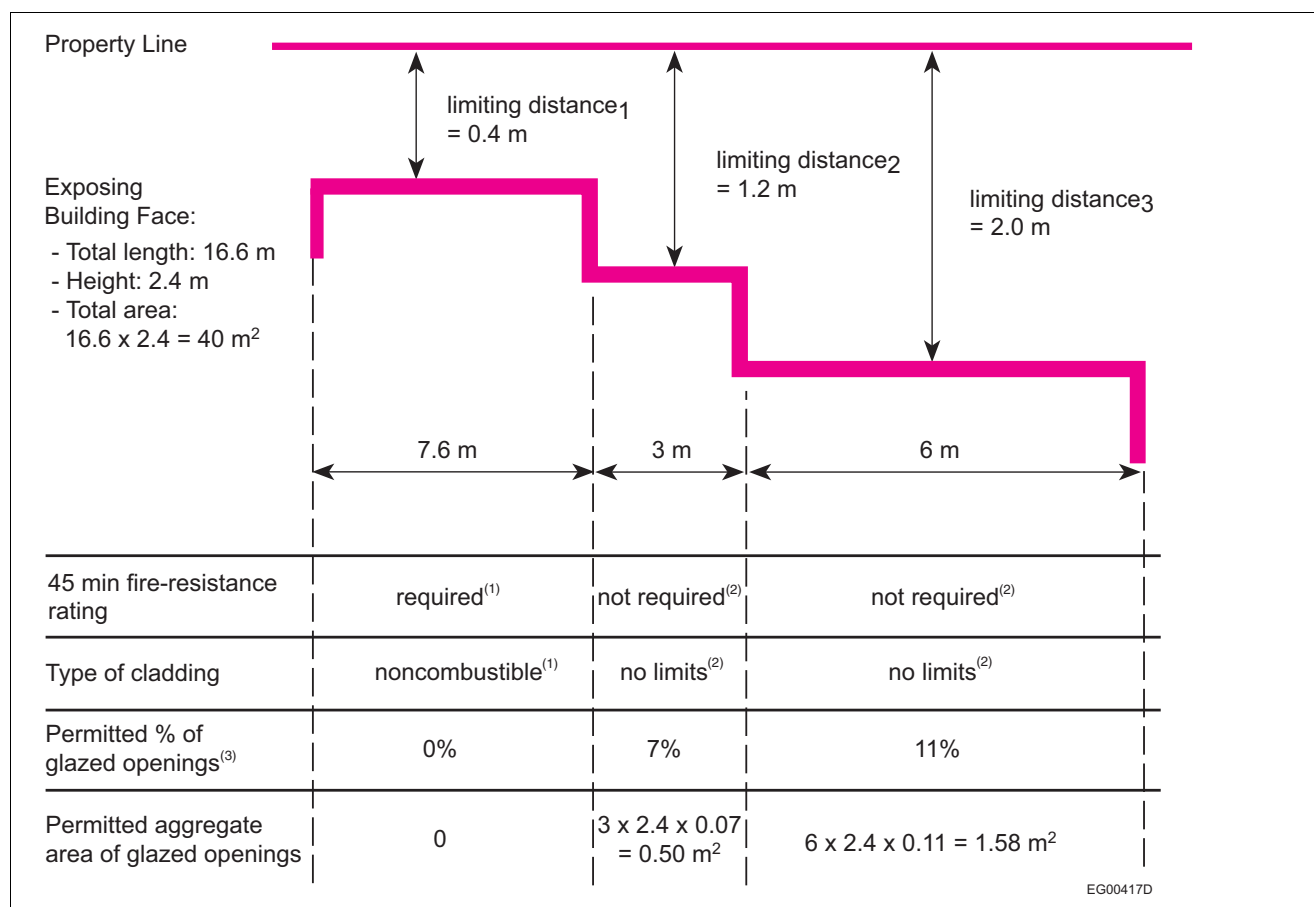 Property Line
limiting distance1
= 0.4 m
limiting distance2
= 1.2 m
limiting distance3
= 2.0 m
Exposing
Building Face:
- Total length: 16.6 m
- Height: 2.4 m
- Total area:
16.6 x 2.4 = 40 m²
7.6 m
3 m
6 m
45 min fire-resistance
rating
required⁽¹⁾
not required⁽²⁾
not required⁽²⁾
Type of cladding
noncombustible⁽¹⁾
no limits⁽²⁾
no limits⁽²⁾
Permitted % of
glazed openings⁽³⁾
0%
7%
11%
Permitted aggregate
area of glazed openings
0
3 x 2.4 x 0.07
= 0.50 m²
6 x 2.4 x 0.11 = 1.58 m²
EG00417D